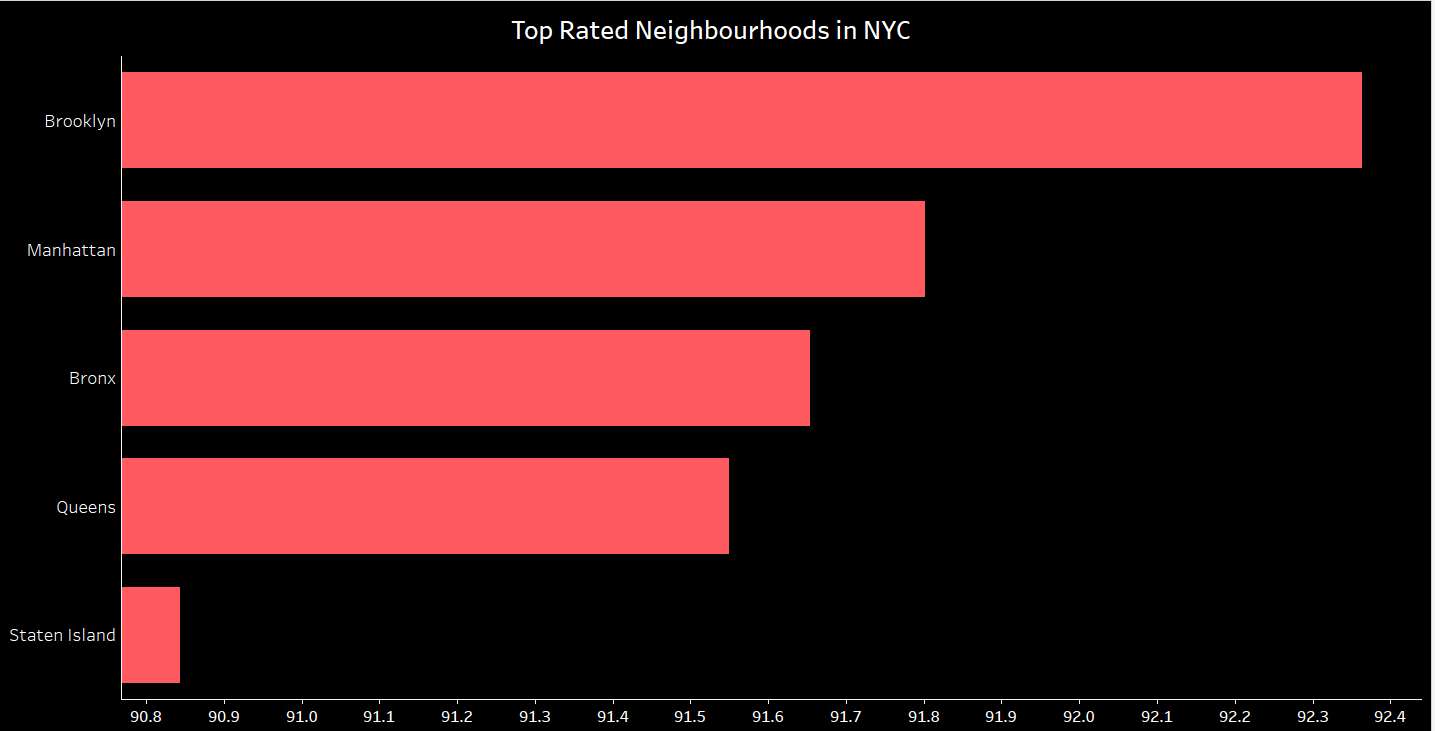 Top Rated Neighbourhoods in NYC
Brooklyn
Manhattan
Bronx
Queens
Staten Island
90.8 90.9 91.0 91.1 91.2 91.3 91.4 91.5 91.6 91.7 91.8 91.9 92.0 92.1 92.2 92.3 92.4